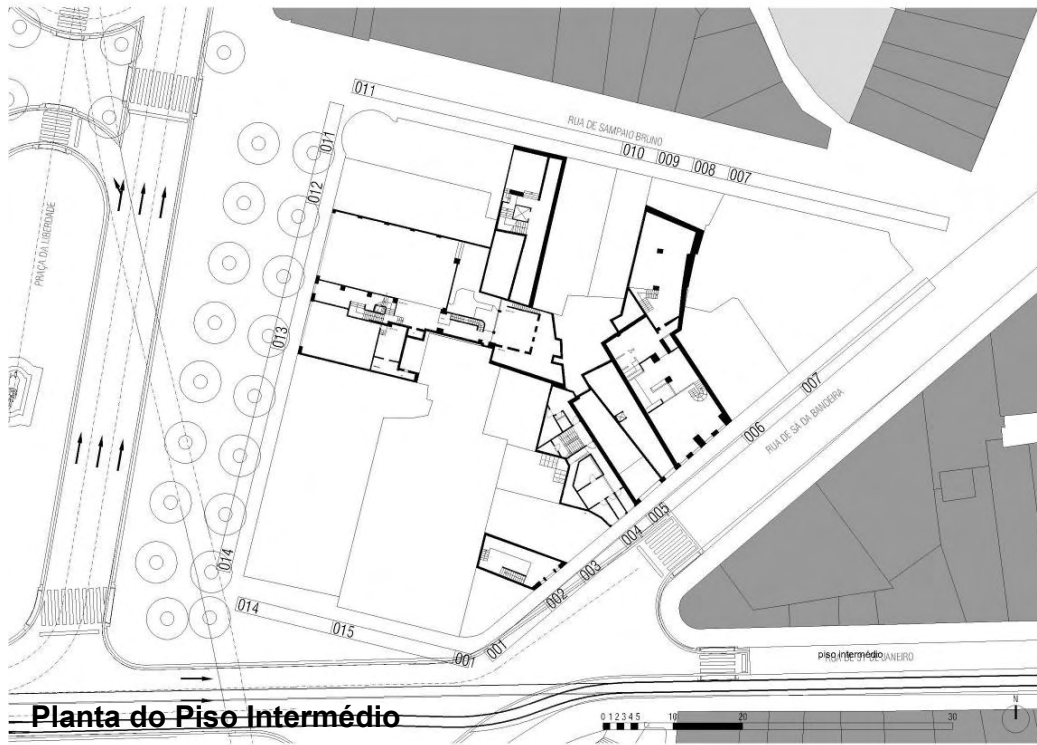 011
RUA DE SAMPAIO BRUNO
010
009
008
007
011
012
PRAÇA DA LIBERDADE
013
014
007
006
RUA DE SÁ DA BANDEIRA
005
004
003
002
001
014
015
001
piso intermédio
RUA DE 31 DE JANEIRO
Planta do Piso Intermédio
0 1 2 3 4 5 10 20 30
N